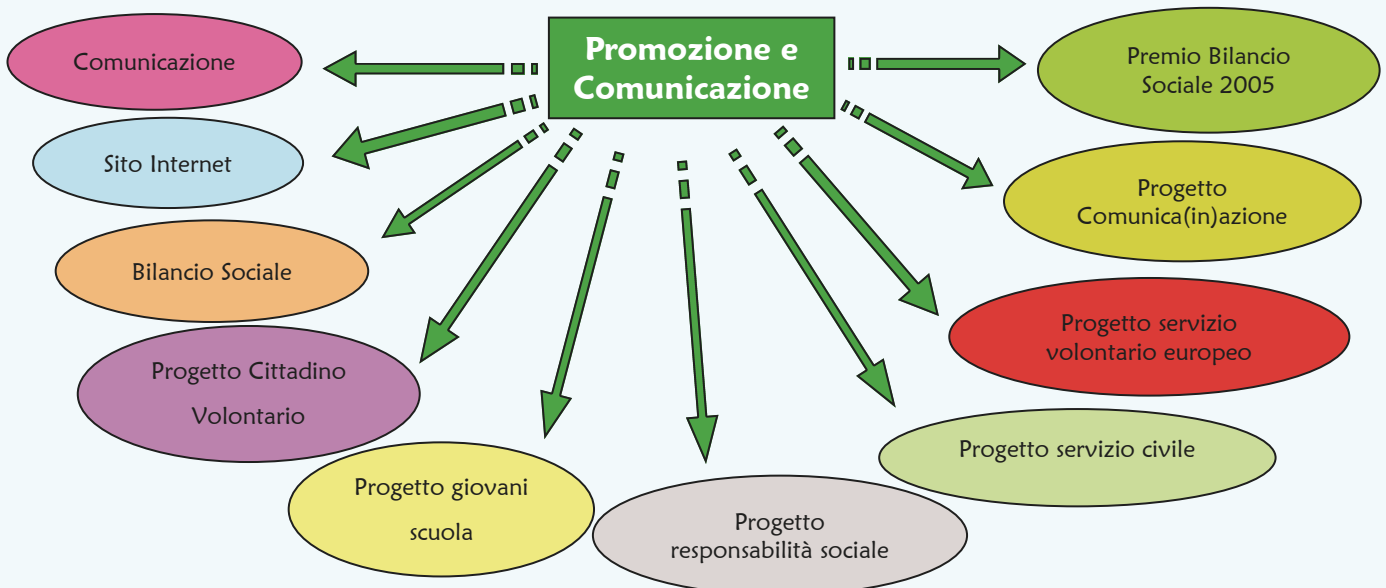 Promozione e
Comunicazione
Comunicazione
Sito Internet
Bilancio Sociale
Progetto Cittadino
Volontario
Progetto giovani
scuola
Progetto
responsabilità sociale
Progetto servizio civile
Progetto servizio
volontario europeo
Progetto
Comunica(in)azione
Premio Bilancio
Sociale 2005